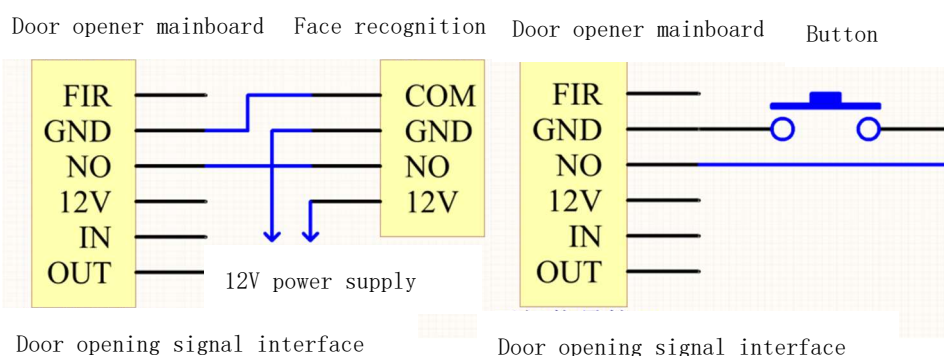 Door opener mainboard
Face recognition
FIR
GND
NO
12V
IN
OUT
COM
GND
NO
12V
12V power supply
Door opening signal interface
Door opener mainboard
Button
FIR
GND
NO
12V
IN
OUT
Door opening signal interface